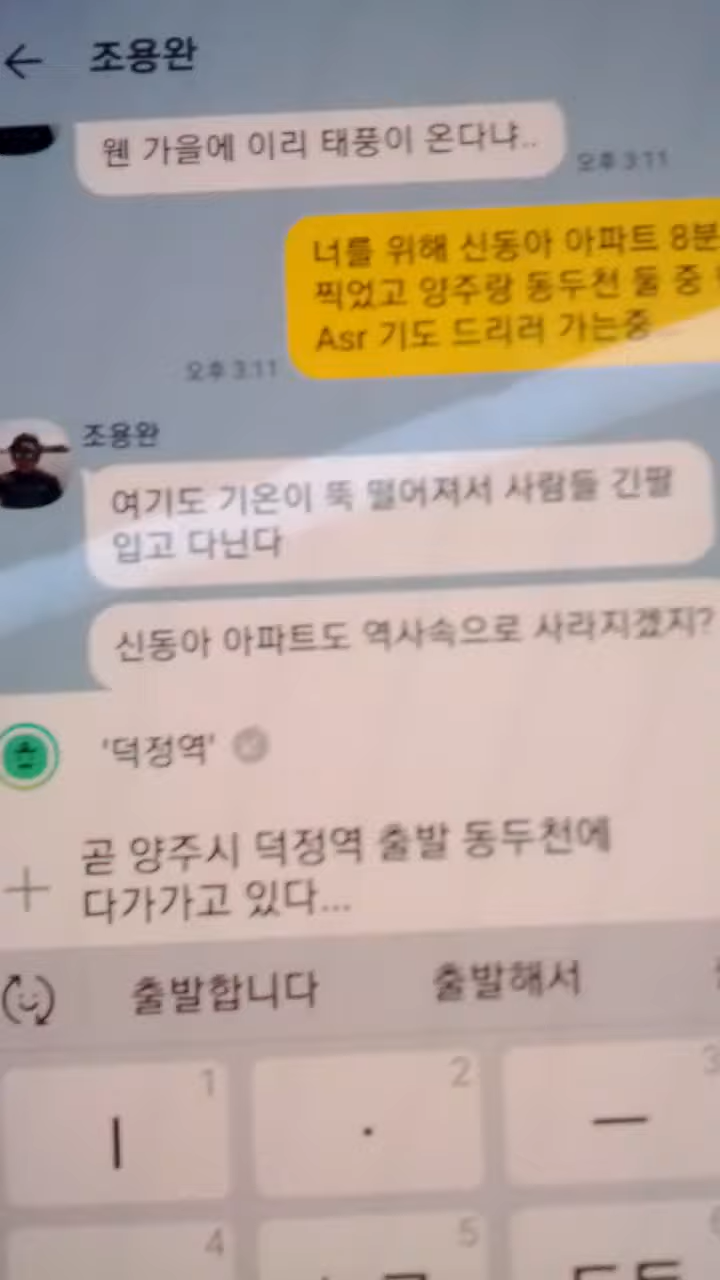 조용완
웬 가을에 이리 태풍이 온다냐..
오후 3:11
너를 위해 신동아 아파트 8분
찍었고 양주랑 동두천 둘 중
Asr 기도 드리러 가는중
오후 3:11
조용완
여기도 기온이 뚝 떨어져서 사람들 긴팔
입고 다닌다
신동아 아파트도 역사속으로 사라지겠지?
'덕정역'
곧 양주시 덕정역 출발 동두천에
다가가고 있다...
출발합니다 출발해서
1 2 3
ㅣ · ㅡ
4 5